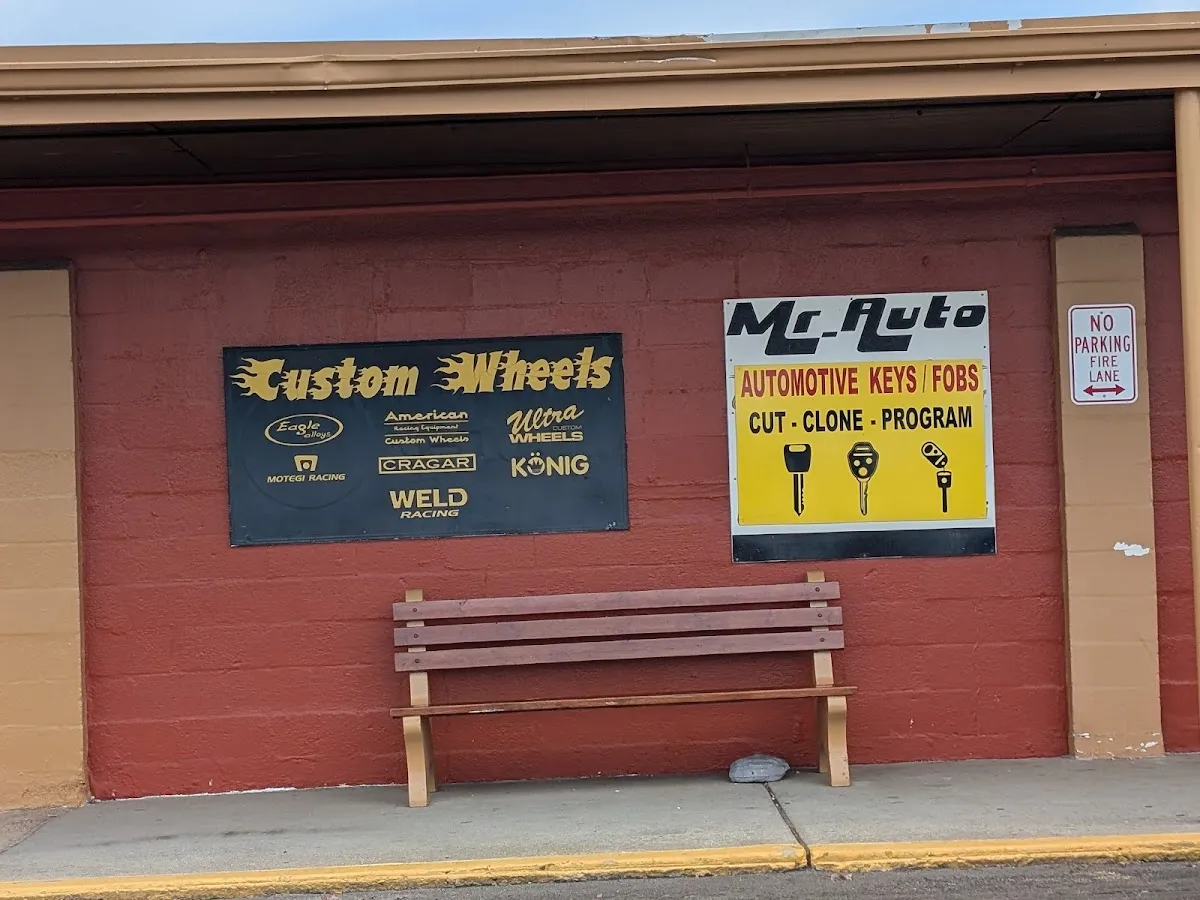 Custom Wheels
Eagle
alloys
American
Racing Equipment
Custom Wheels
Ultra
CUSTOM
WHEELS
MOTEGI RACING
CRAGAR
KÖNIG
WELD
RACING
Mr. Auto
AUTOMOTIVE KEYS / FOBS
CUT - CLONE - PROGRAM
NO
PARKING
FIRE
LANE